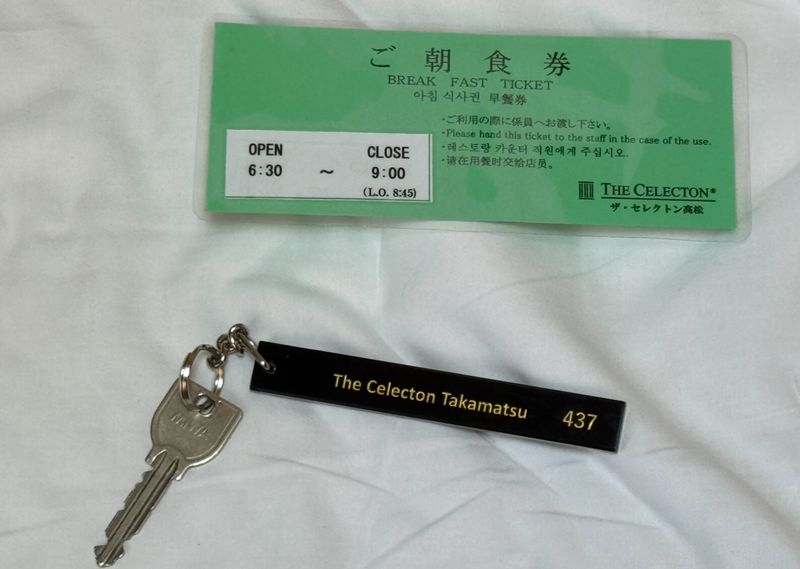 ご朝食券
BREAK FAST TICKET
아침 식사권 早餐券
・ご利用の際に係員へお渡し下さい。
・Please hand this ticket to the staff in the case of the use.
・레스토랑 카운터 직원에게 주십시오.
・请在用餐时交给店员。
OPEN CLOSE
6:30 ～ 9:00
(L.O. 8:45)
THE CELECTON®
ザ・セレクトン高松
The Celecton Takamatsu 437